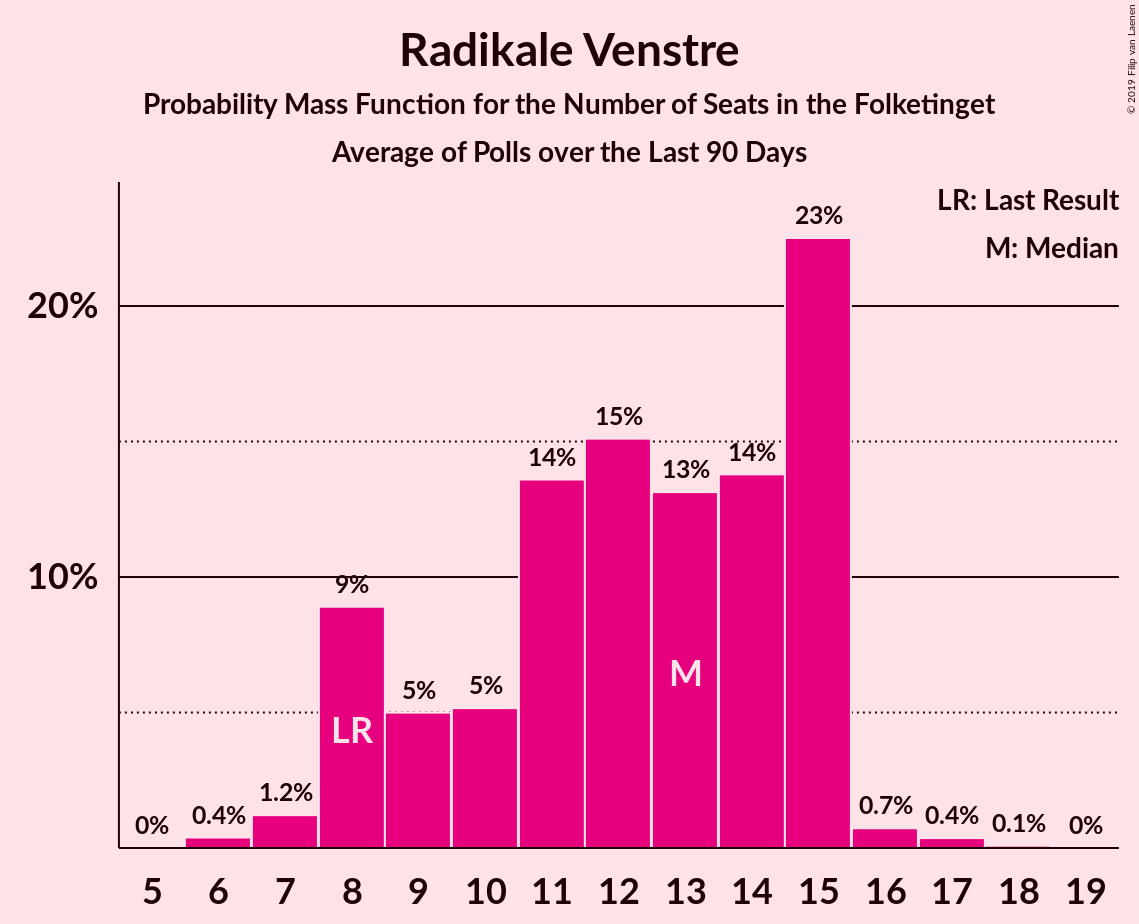 © 2019 Filip van Laenen
Radikale Venstre
Probability Mass Function for the Number of Seats in the Folketinget
Average of Polls over the Last 90 Days
LR: Last Result
M: Median
23%
20%
15%
14%
13%
14%
10%
9%
5%
5%
M
LR
0%
0.4%
1.2%
0.7%
0.4%
0.1%
0%
5 6 7 8 9 10 11 12 13 14 15 16 17 18 19